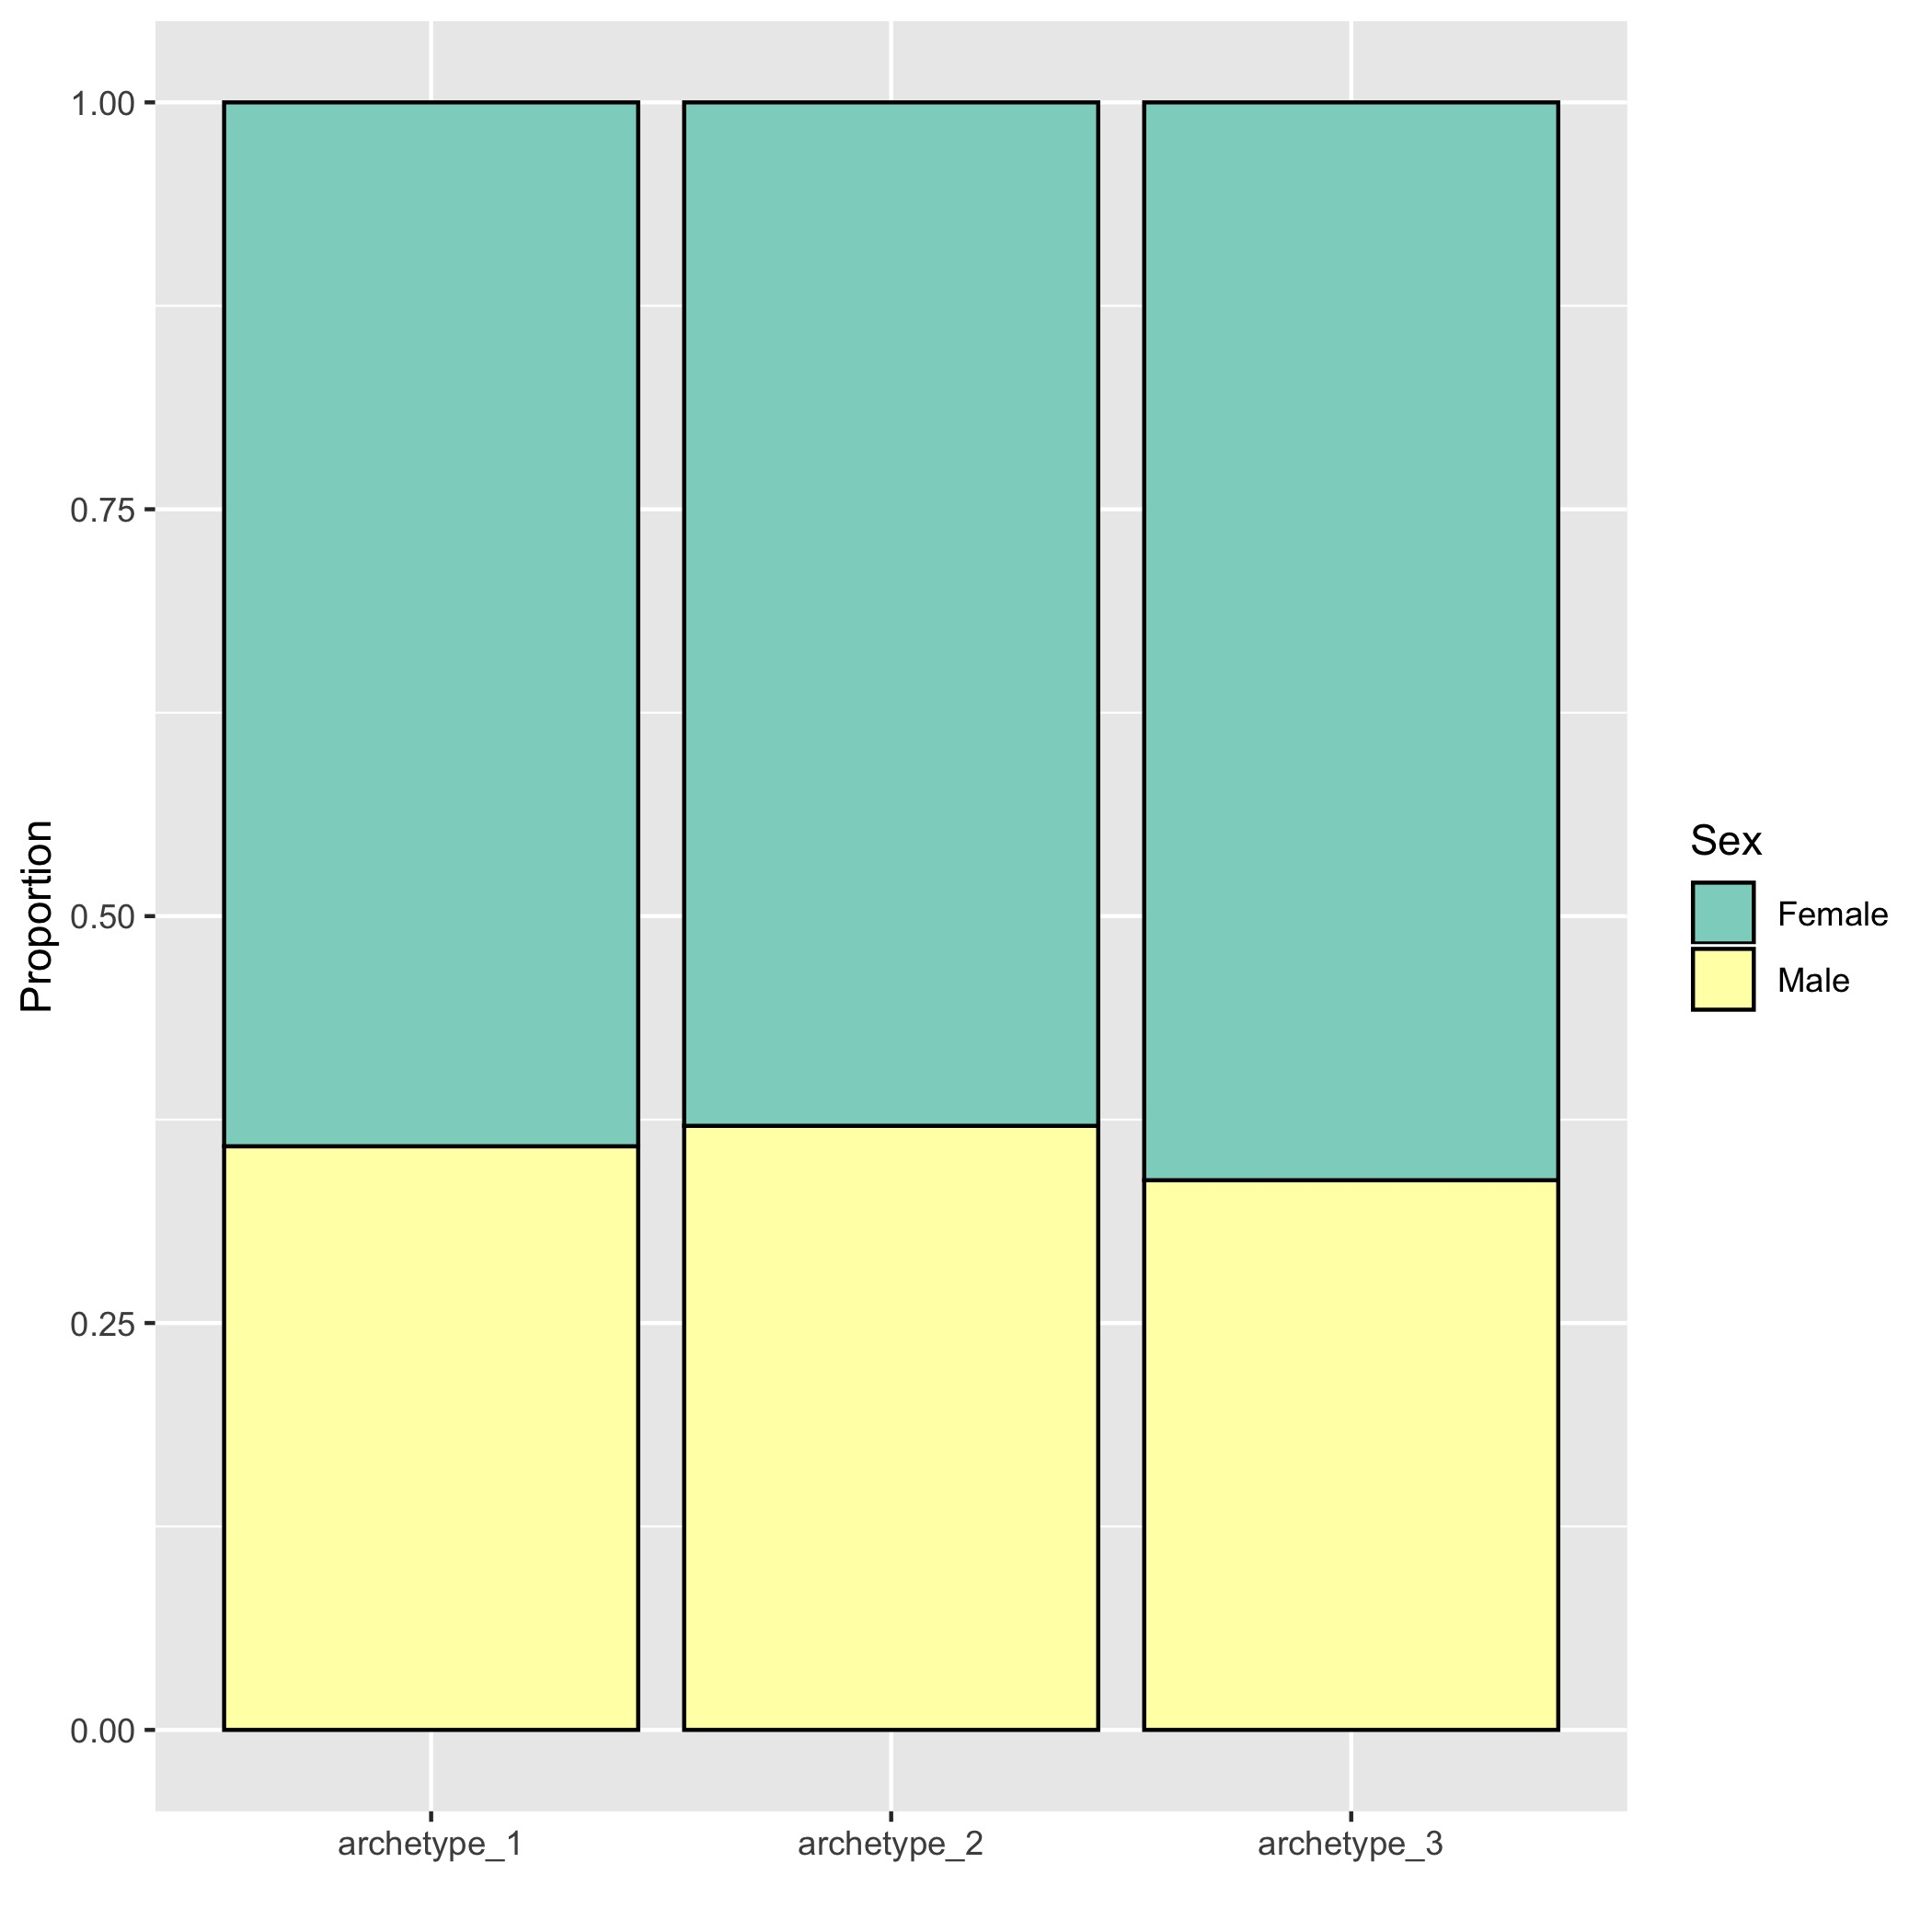 Proportion
1.00
0.75
0.50
0.25
0.00
archetype_1
archetype_2
archetype_3
Sex
Female
Male